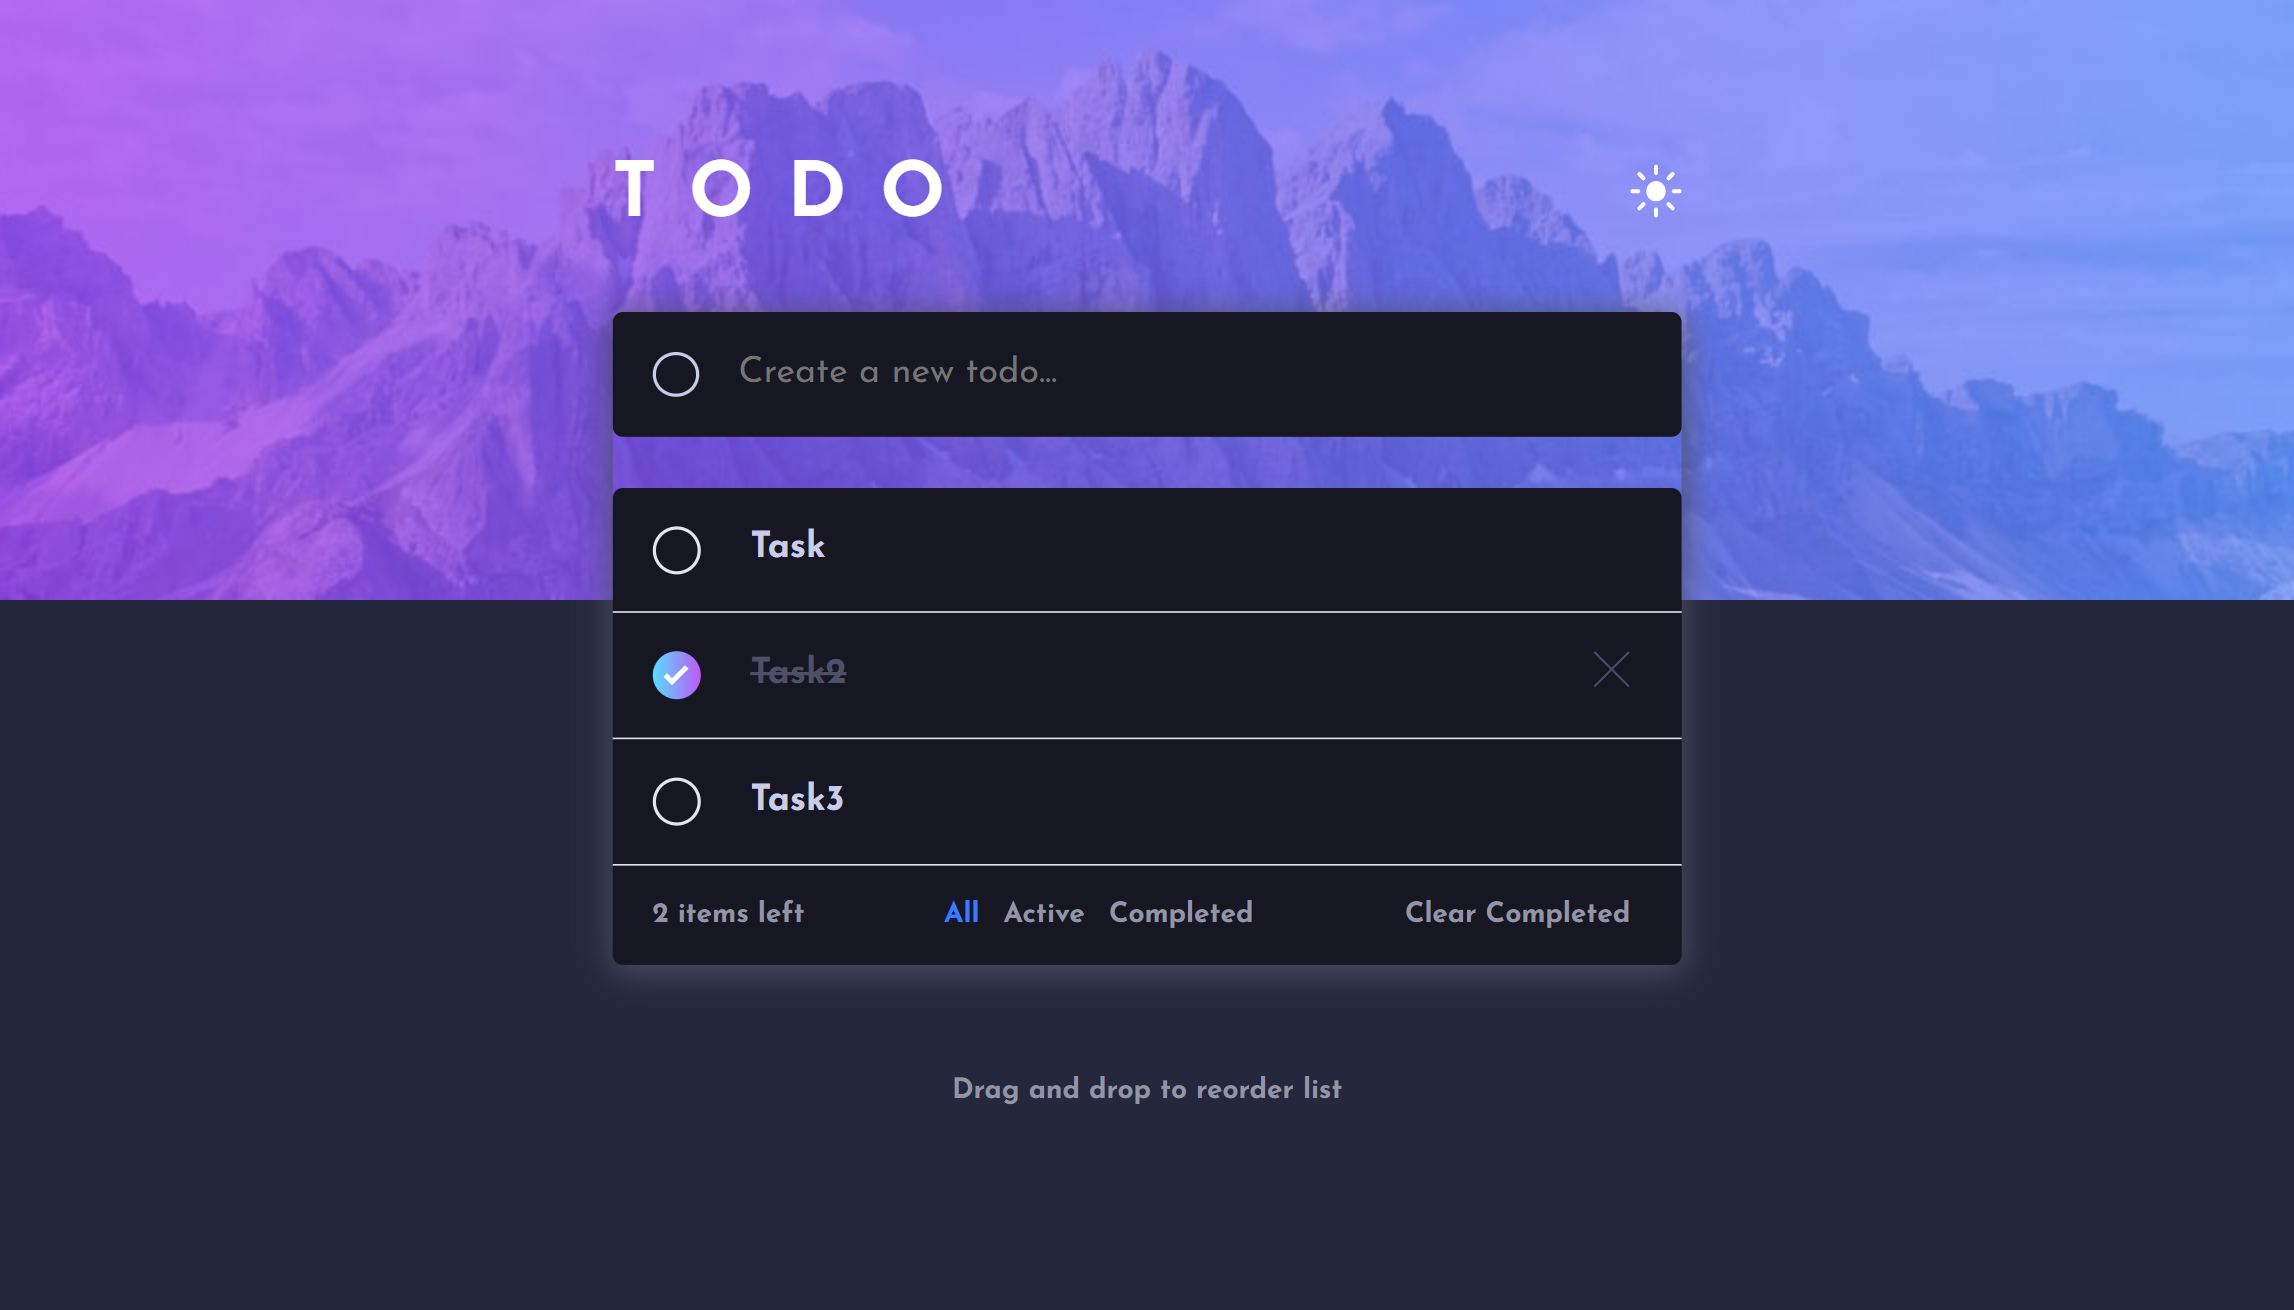 TODO
Create a new todo...
Task
Task2
Task3
2 items left All Active Completed Clear Completed
Drag and drop to reorder list